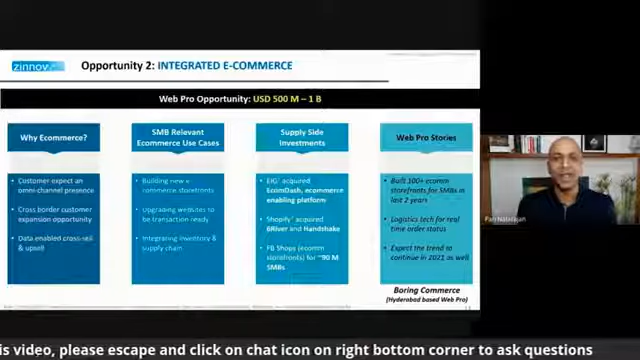 zinnov
Opportunity 2: INTEGRATED E-COMMERCE
Web Pro Opportunity: USD 500 M – 1 B
Why Ecommerce?
Customer expect an
omni-channel presence
Cross border customer
expansion opportunity
Data enabled cross-sell
& upsell
SMB Relevant
Ecommerce Use Cases
Building new e
commerce storefronts
Upgrading websites to
be transaction ready
Integrating inventory &
supply chain
Supply Side
Investments
EIG¹ acquired
EcomDash, ecommerce
enabling platform
Shopify² acquired
6River and Handshake
FB Shops (ecomm
storefronts) for ~90 M
SMBs
Web Pro Stories
Built 100+ ecomm
storefronts for SMBs in
last 2 years
Logistics tech for real
time order status
Expect the trend to
continue in 2021 as well
Boring Commerce
(Hyderabad based Web Pro)
Pari Natarajan
is video, please escape and click on chat icon on right bottom corner to ask questions